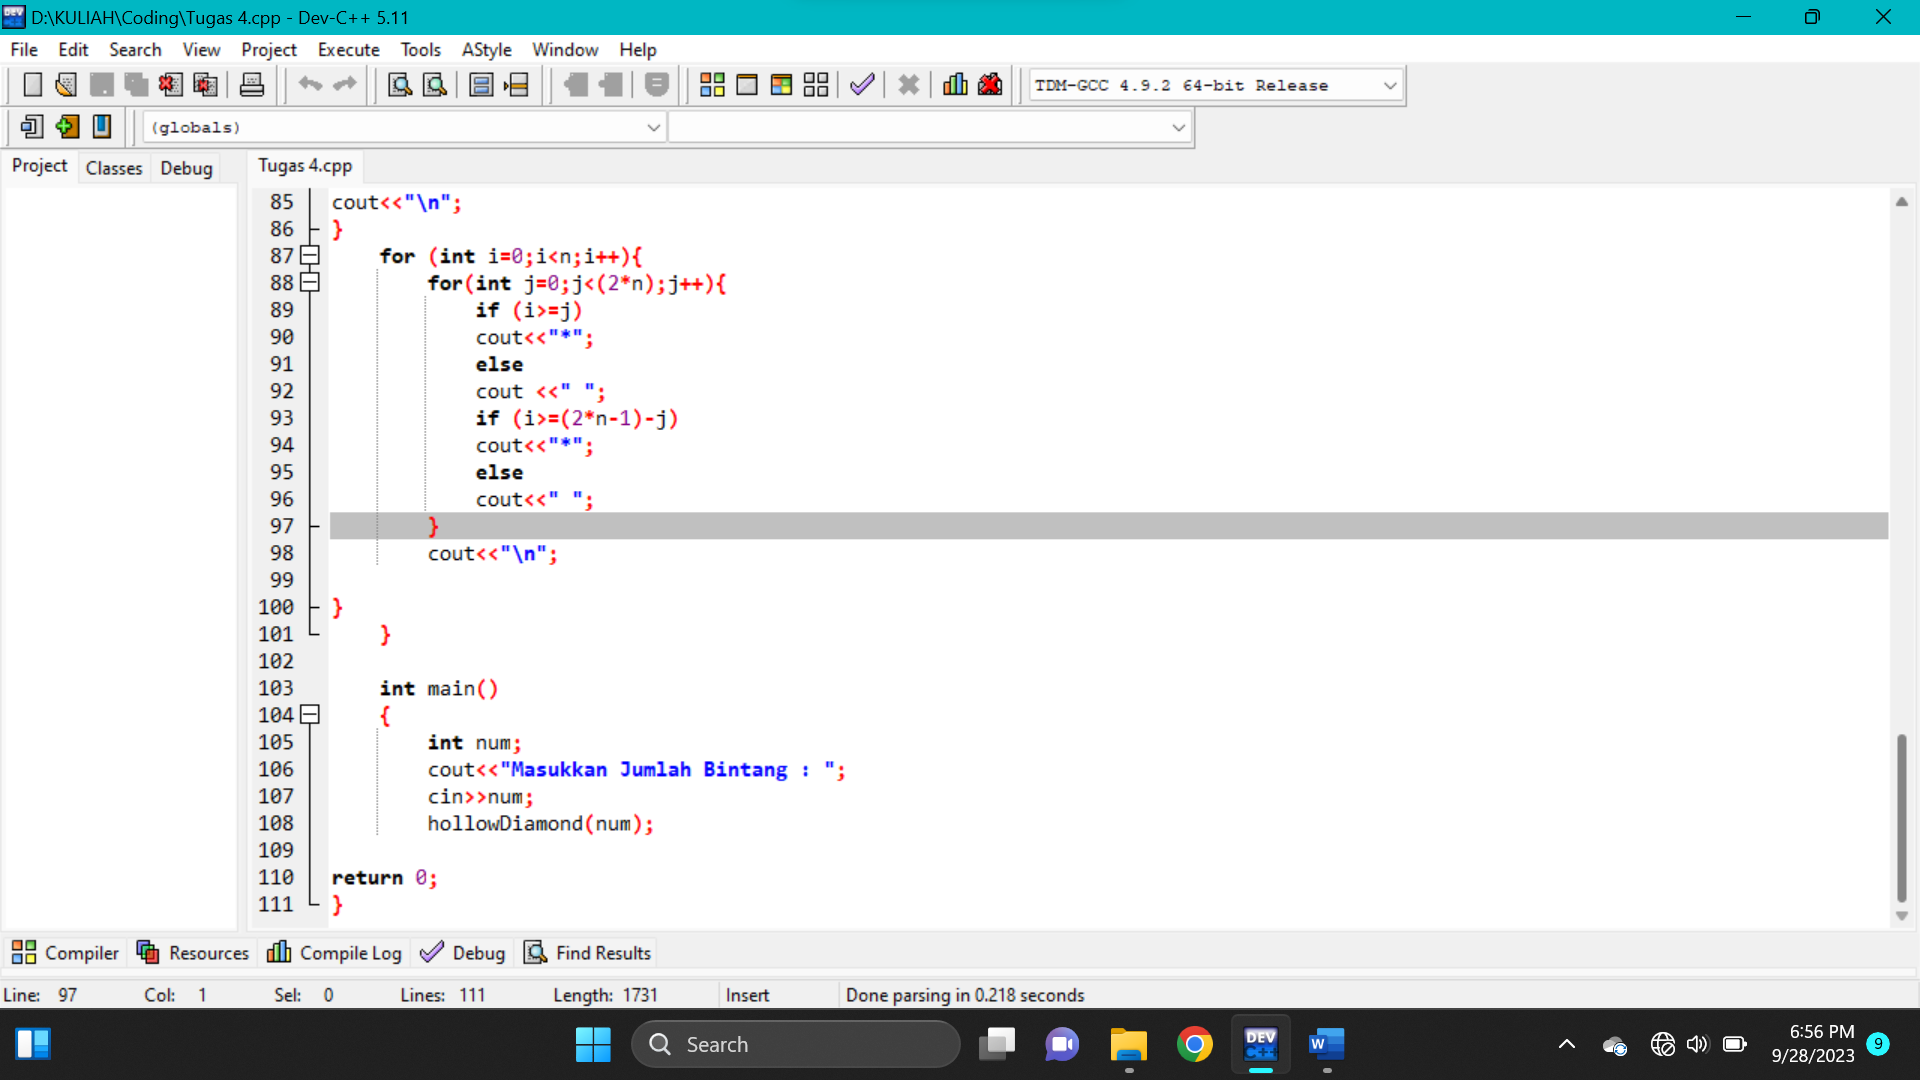 D:\KULIAH\Coding\Tugas 4.cpp - Dev-C++ 5.11
File Edit Search View Project Execute Tools AStyle Window Help
TDM-GCC 4.9.2 64-bit Release
(globals)
Project Classes Debug Tugas 4.cpp
85 cout<<"\n";
86 }
87 for (int i=0;i<n;i++){
88 for(int j=0;j<(2*n);j++){
89 if (i>=j)
90 cout<<"*";
91 else
92 cout <<" ";
93 if (i>=(2*n-1)-j)
94 cout<<"*";
95 else
96 cout<<" ";
97 }
98 cout<<"\n";
99
100 }
101 }
102
103 int main()
104 {
105 int num;
106 cout<<"Masukkan Jumlah Bintang : ";
107 cin>>num;
108 hollowDiamond(num);
109
110 return 0;
111 }
Compiler Resources Compile Log Debug Find Results
Line: 97 Col: 1 Sel: 0 Lines: 111 Length: 1731 Insert Done parsing in 0.218 seconds
Search
DEV C++
W
6:56 PM
9/28/2023
9